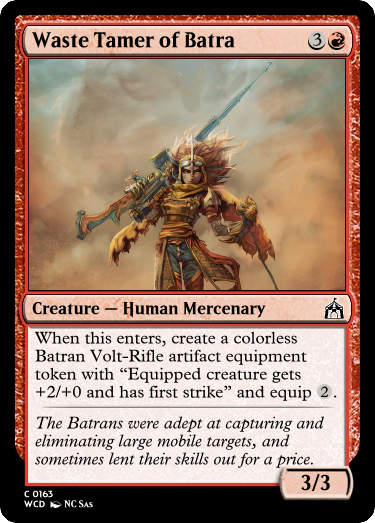 Waste Tamer of Batra 3
Creature — Human Mercenary
When this enters, create a colorless
Batran Volt-Rifle artifact equipment
token with “Equipped creature gets
+2/+0 and has first strike” and equip 2.
The Batrans were adept at capturing and
eliminating large mobile targets, and
sometimes lent their skills out for a price.
3/3
C 0163
WCD NC SAS